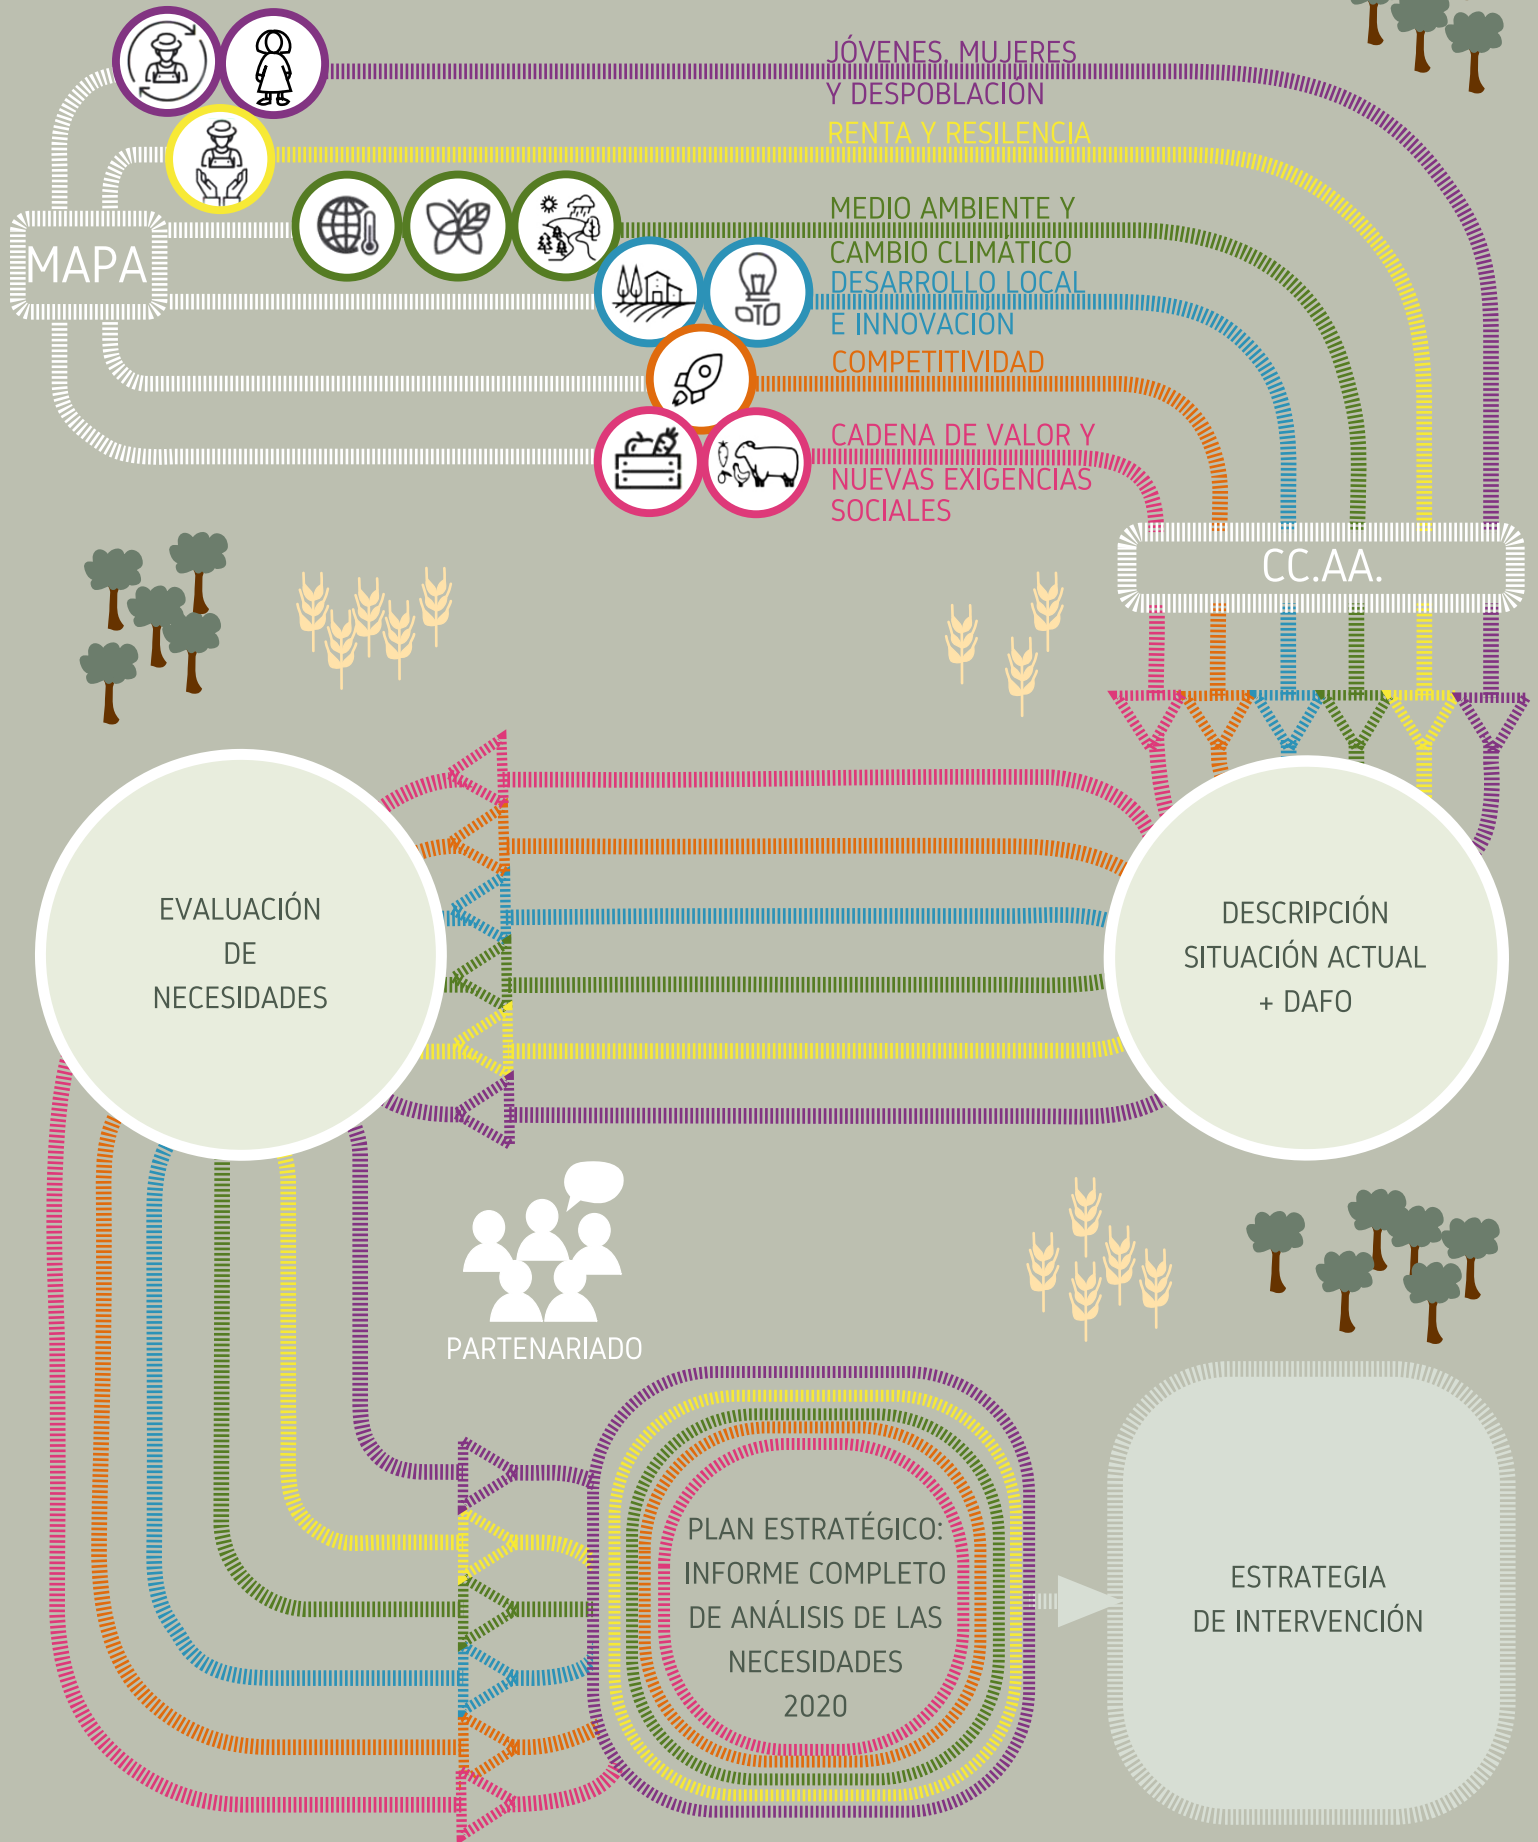 JÓVENES, MUJERES
Y DESPOBLACIÓN
RENTA Y RESILENCIA
MEDIO AMBIENTE Y
CAMBIO CLIMÁTICO
MAPA
DESARROLLO LOCAL
E INNOVACIÓN
COMPETITIVIDAD
CADENA DE VALOR Y
NUEVAS EXIGENCIAS
SOCIALES
CC.AA.
EVALUACIÓN
DE
NECESIDADES
DESCRIPCIÓN
SITUACIÓN ACTUAL
+ DAFO
PARTENARIADO
PLAN ESTRATÉGICO:
INFORME COMPLETO
DE ANÁLISIS DE LAS
NECESIDADES
2020
ESTRATEGIA
DE INTERVENCIÓN